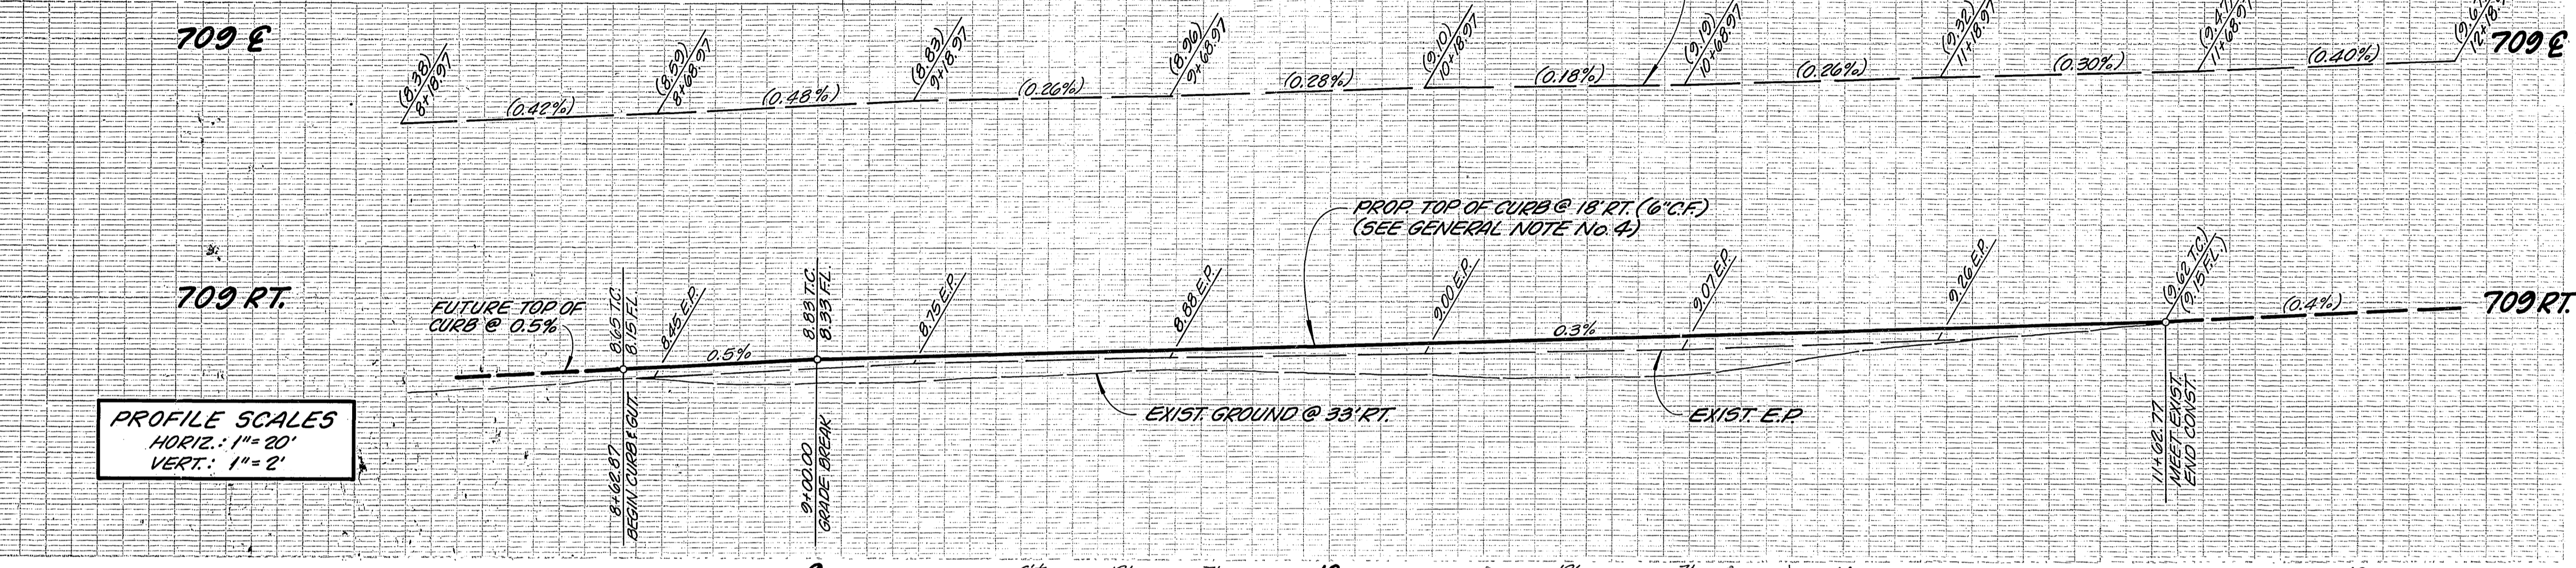 709 ℄
(8.38)
8+18.97
(0.42%)
(8.59)
8+68.97
(0.48%)
(8.83)
9+18.97
(0.26%)
(8.96)
9+68.97
(0.28%)
(9.10)
10+18.97
(0.18%)
(9.19)
10+68.97
(0.26%)
(9.32)
11+18.97
(0.30%)
11+68.97
(0.40%)
709 ℄
PROP. TOP OF CURB @ 18' RT. (6" C.F.)
(SEE GENERAL NOTE No. 4)
709 RT.
FUTURE TOP OF
CURB @ 0.5%
8.65 T.C.
8.15 F.L.
8.45 E.P.
0.5%
8.83 T.C.
8.33 F.L.
8.75 E.P.
8.88 E.P.
9.00 E.P.
0.3%
9.07 E.P.
9.26 E.P.
(9.62 T.C.)
(9.15 F.L.)
(0.4%)
709 RT.
EXIST. GROUND @ 33' RT.
EXIST. E.P.
PROFILE SCALES
HORIZ.: 1" = 20'
VERT.: 1" = 2'
8+62.87
BEGIN CURB & GUT.
9+00.00
GRADE BREAK
11+62.77
MEET EXIST.
END CONST.